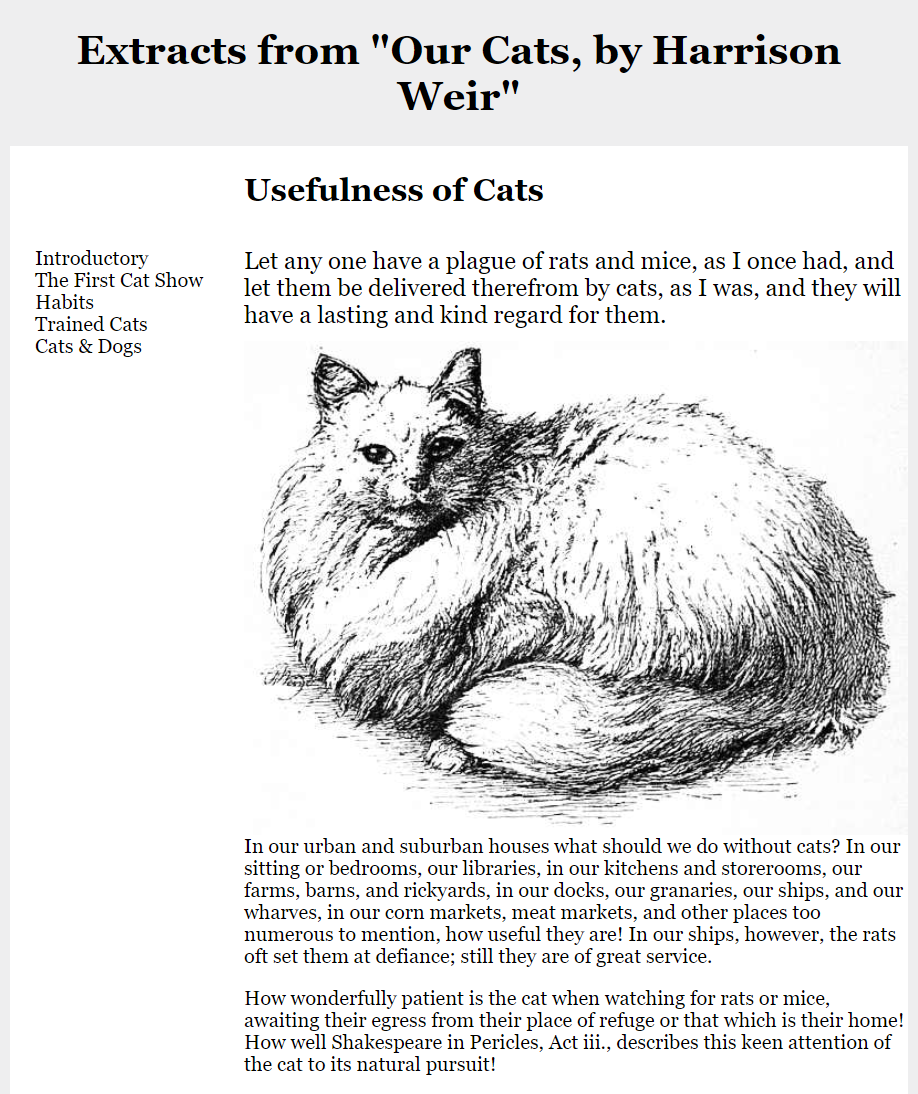 Extracts from "Our Cats, by Harrison
Weir"
Introductory
The First Cat Show
Habits
Trained Cats
Cats & Dogs
Usefulness of Cats
Let any one have a plague of rats and mice, as I once had, and
let them be delivered therefrom by cats, as I was, and they will
have a lasting and kind regard for them.
In our urban and suburban houses what should we do without cats? In our
sitting or bedrooms, our libraries, in our kitchens and storerooms, our
farms, barns, and rickyards, in our docks, our granaries, our ships, and our
wharves, in our corn markets, meat markets, and other places too
numerous to mention, how useful they are! In our ships, however, the rats
oft set them at defiance; still they are of great service.
How wonderfully patient is the cat when watching for rats or mice,
awaiting their egress from their place of refuge or that which is their home!
How well Shakespeare in Pericles, Act iii., describes this keen attention of
the cat to its natural pursuit!